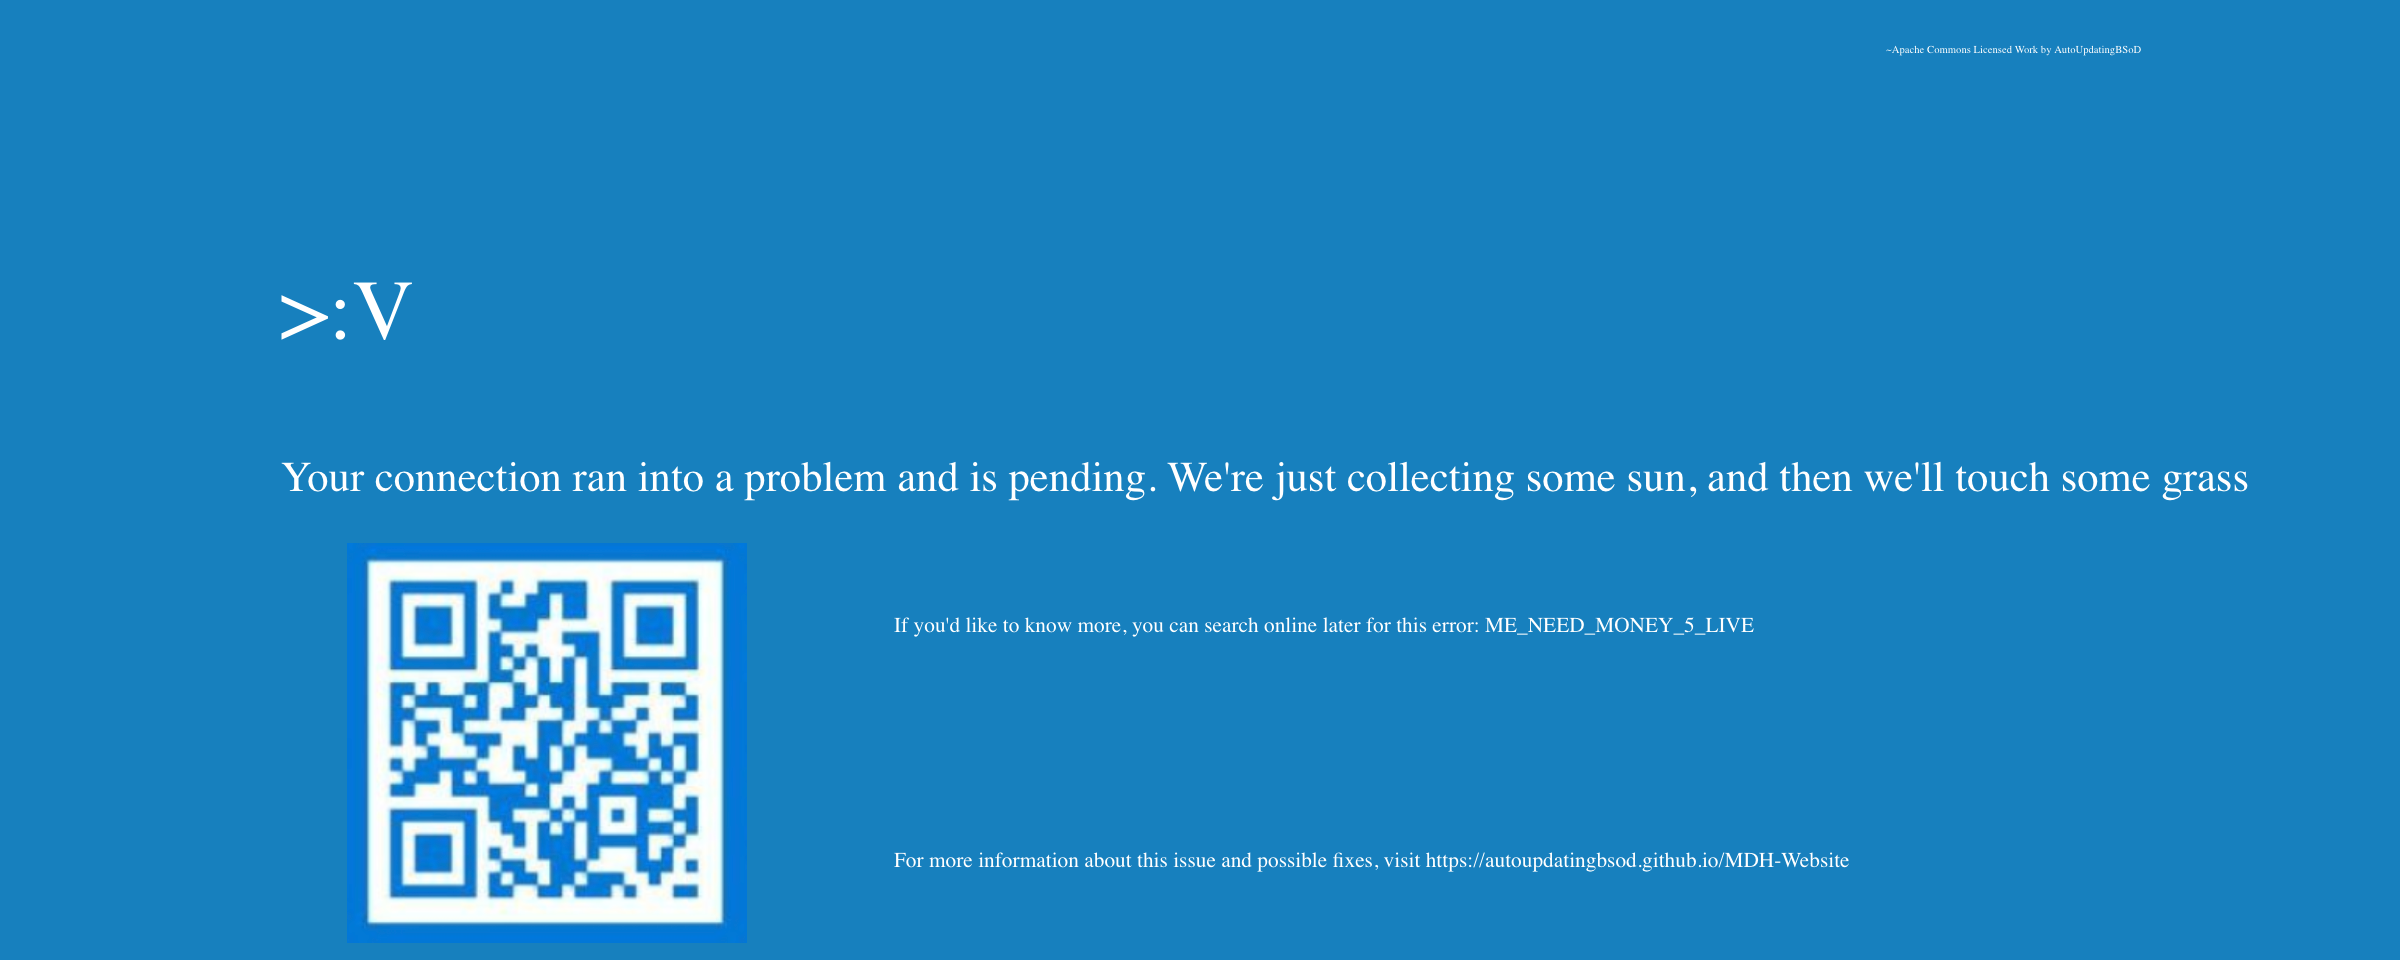 ~Apache Commons Licensed Work by AutoUpdatingBSoD
>:V
Your connection ran into a problem and is pending. We're just collecting some sun, and then we'll touch some grass
If you'd like to know more, you can search online later for this error: ME_NEED_MONEY_5_LIVE
For more information about this issue and possible fixes, visit https://autoupdatingbsod.github.io/MDH-Website